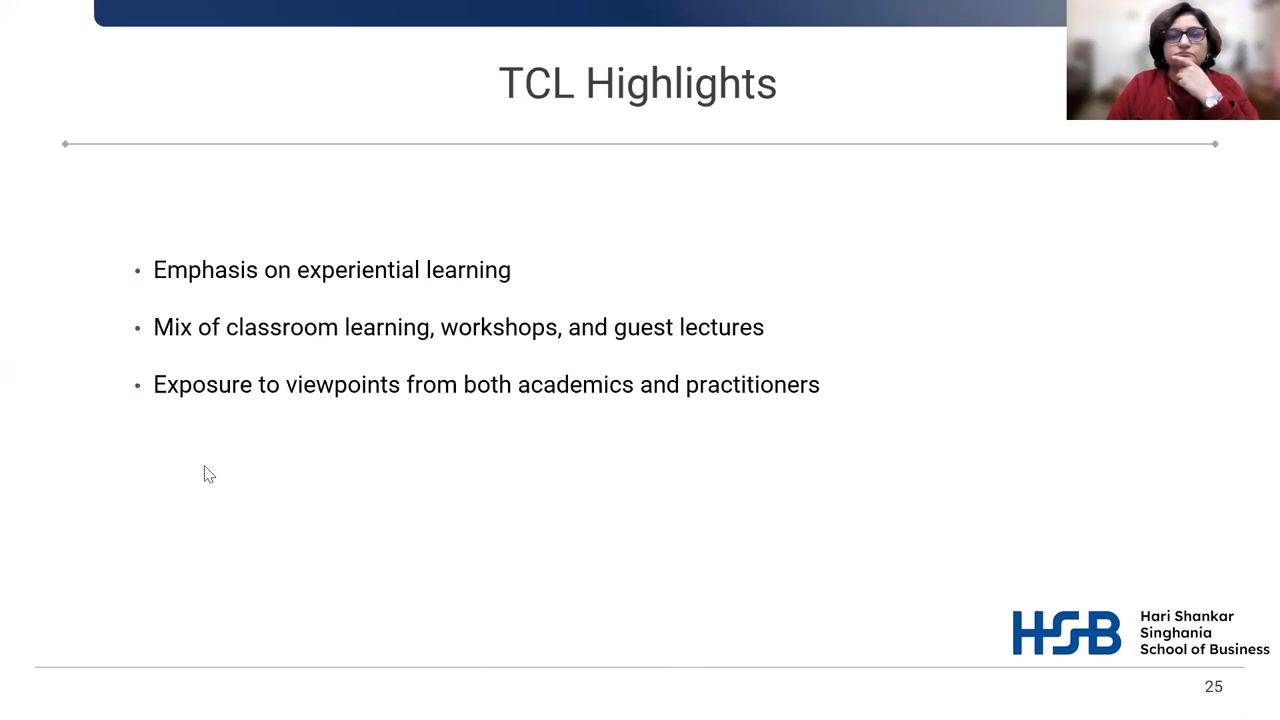 TCL Highlights
• Emphasis on experiential learning
• Mix of classroom learning, workshops, and guest lectures
• Exposure to viewpoints from both academics and practitioners
HSB
Hari Shankar
Singhania
School of Business
25